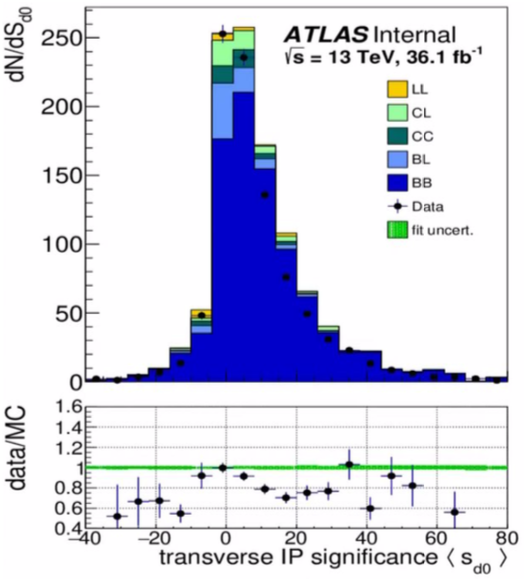 dN/dS_d0
ATLAS Internal
√s = 13 TeV, 36.1 fb⁻¹
LL
CL
CC
BL
BB
Data
fit uncert.
250
200
150
100
50
0
data/MC
1.6
1.4
1.2
1
0.8
0.6
0.4
−40 −20 0 20 40 60 80
transverse IP significance ⟨ s_d0 ⟩